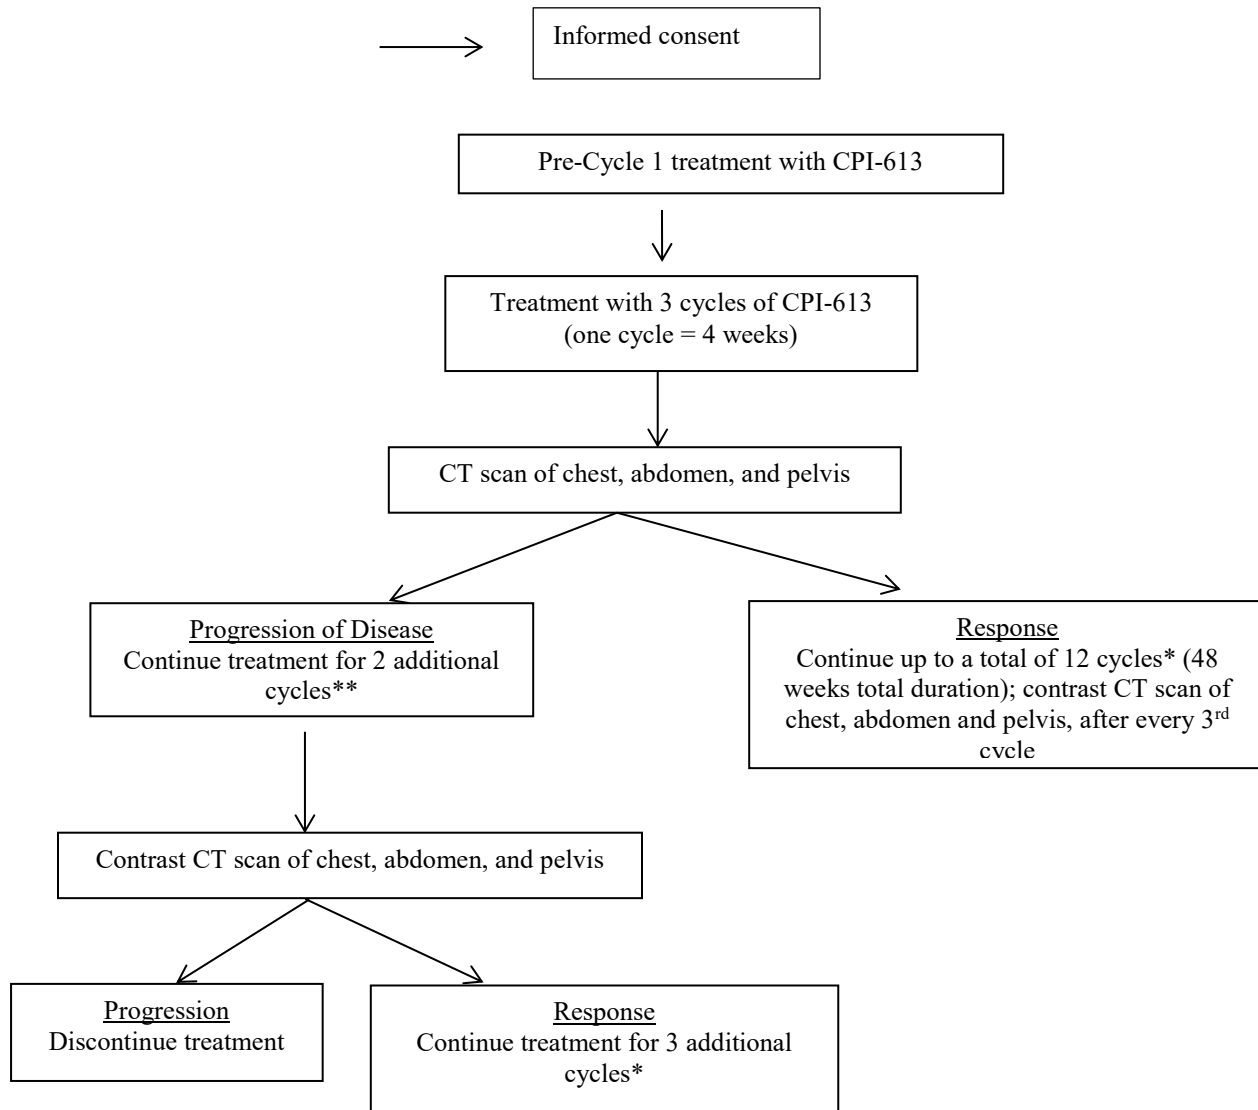 Informed consent
Pre-Cycle 1 treatment with CPI-613
Treatment with 3 cycles of CPI-613
(one cycle = 4 weeks)
CT scan of chest, abdomen, and pelvis
Progression of Disease
Continue treatment for 2 additional
cycles**
Response
Continue up to a total of 12 cycles* (48
weeks total duration); contrast CT scan of
chest, abdomen and pelvis, after every 3rd
cycle
Contrast CT scan of chest, abdomen, and pelvis
Progression
Discontinue treatment
Response
Continue treatment for 3 additional
cycles*